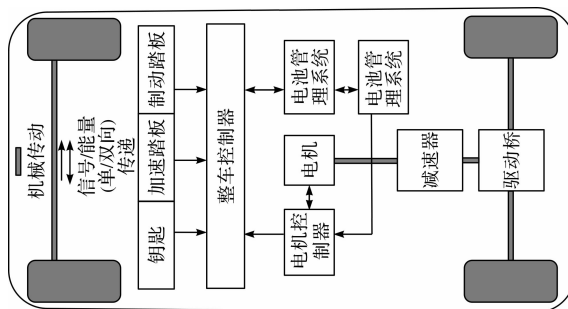 机械传动
信号/能量
(单/双向)
传递
制动踏板
加速踏板
钥匙
整车控制器
电池管
理系统
电池管
理系统
电机
电机控
制器
减速器
驱动桥